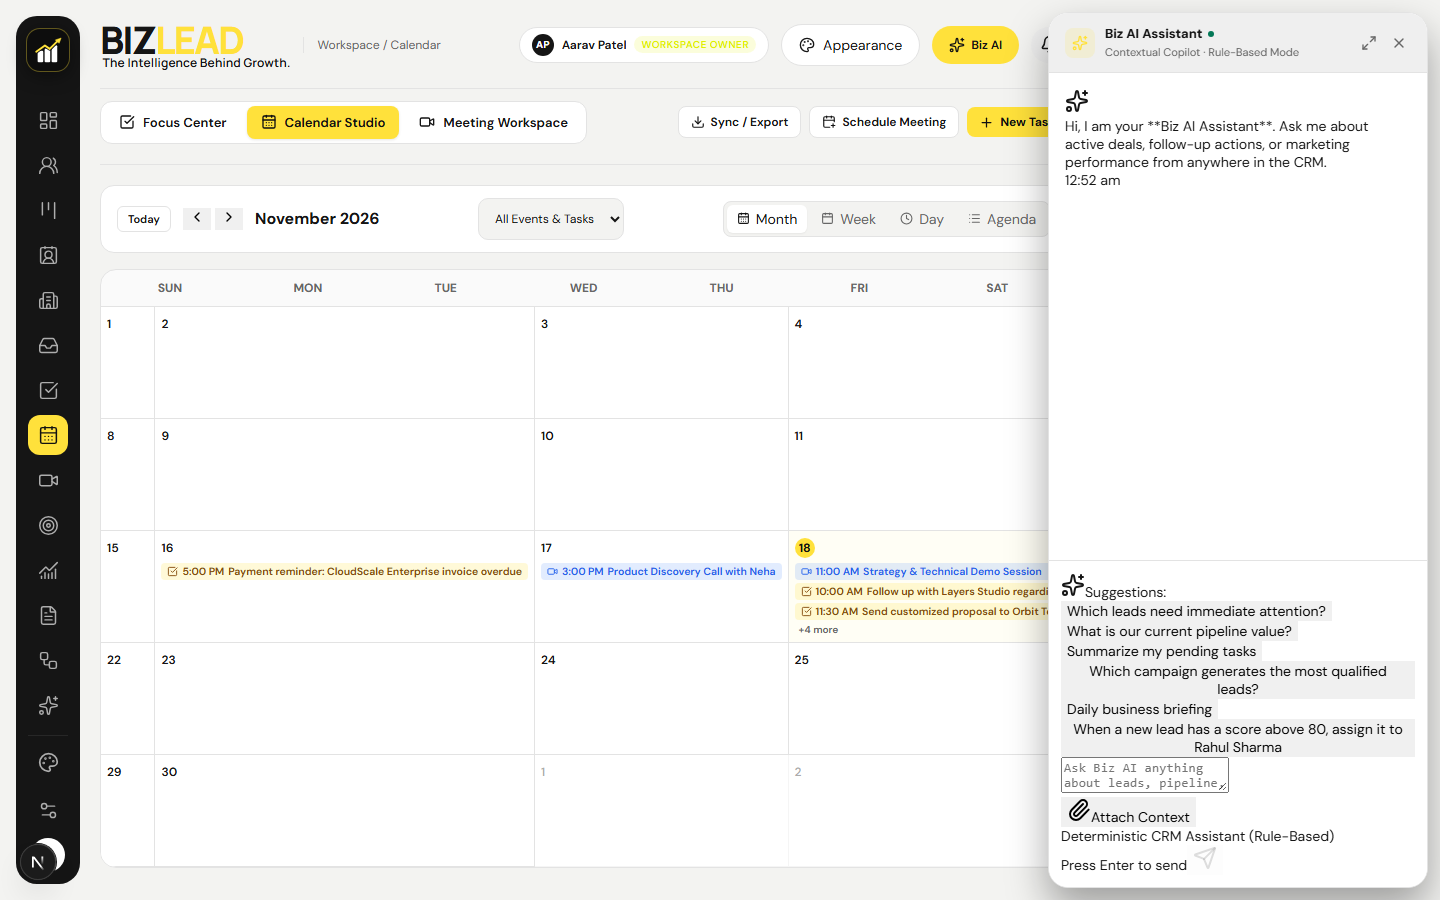 BIZLEAD
The Intelligence Behind Growth.
Workspace / Calendar
AP Aarav Patel WORKSPACE OWNER
Appearance
Biz AI
Focus Center
Calendar Studio
Meeting Workspace
Sync / Export
Schedule Meeting
New Tas
Today
November 2026
All Events & Tasks
Month
Week
Day
Agenda
SUN MON TUE WED THU FRI SAT
1 2 3 4
8 9 10 11
15 16 17 18
5:00 PM Payment reminder: CloudScale Enterprise invoice overdue
3:00 PM Product Discovery Call with Neha
11:00 AM Strategy & Technical Demo Session
10:00 AM Follow up with Layers Studio regardi
11:30 AM Send customized proposal to Orbit T
+4 more
22 23 24 25
29 30 1 2
N
Biz AI Assistant
Contextual Copilot · Rule-Based Mode
Hi, I am your **Biz AI Assistant**. Ask me about
active deals, follow-up actions, or marketing
performance from anywhere in the CRM.
12:52 am
Suggestions:
Which leads need immediate attention?
What is our current pipeline value?
Summarize my pending tasks
Which campaign generates the most qualified
leads?
Daily business briefing
When a new lead has a score above 80, assign it to
Rahul Sharma
Ask Biz AI anything
about leads, pipeline,
Attach Context
Deterministic CRM Assistant (Rule-Based)
Press Enter to send